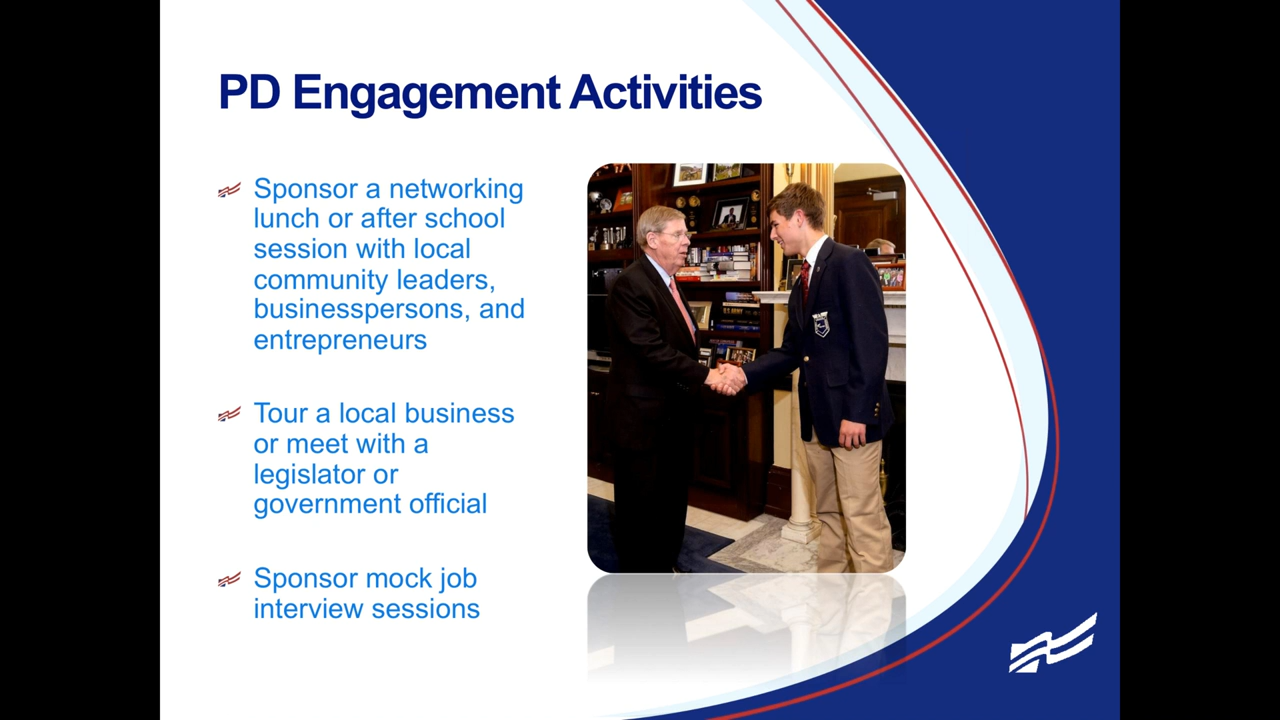 PD Engagement Activities
Sponsor a networking
lunch or after school
session with local
community leaders,
businesspersons, and
entrepreneurs
Tour a local business
or meet with a
legislator or
government official
Sponsor mock job
interview sessions
U.S. ARMY